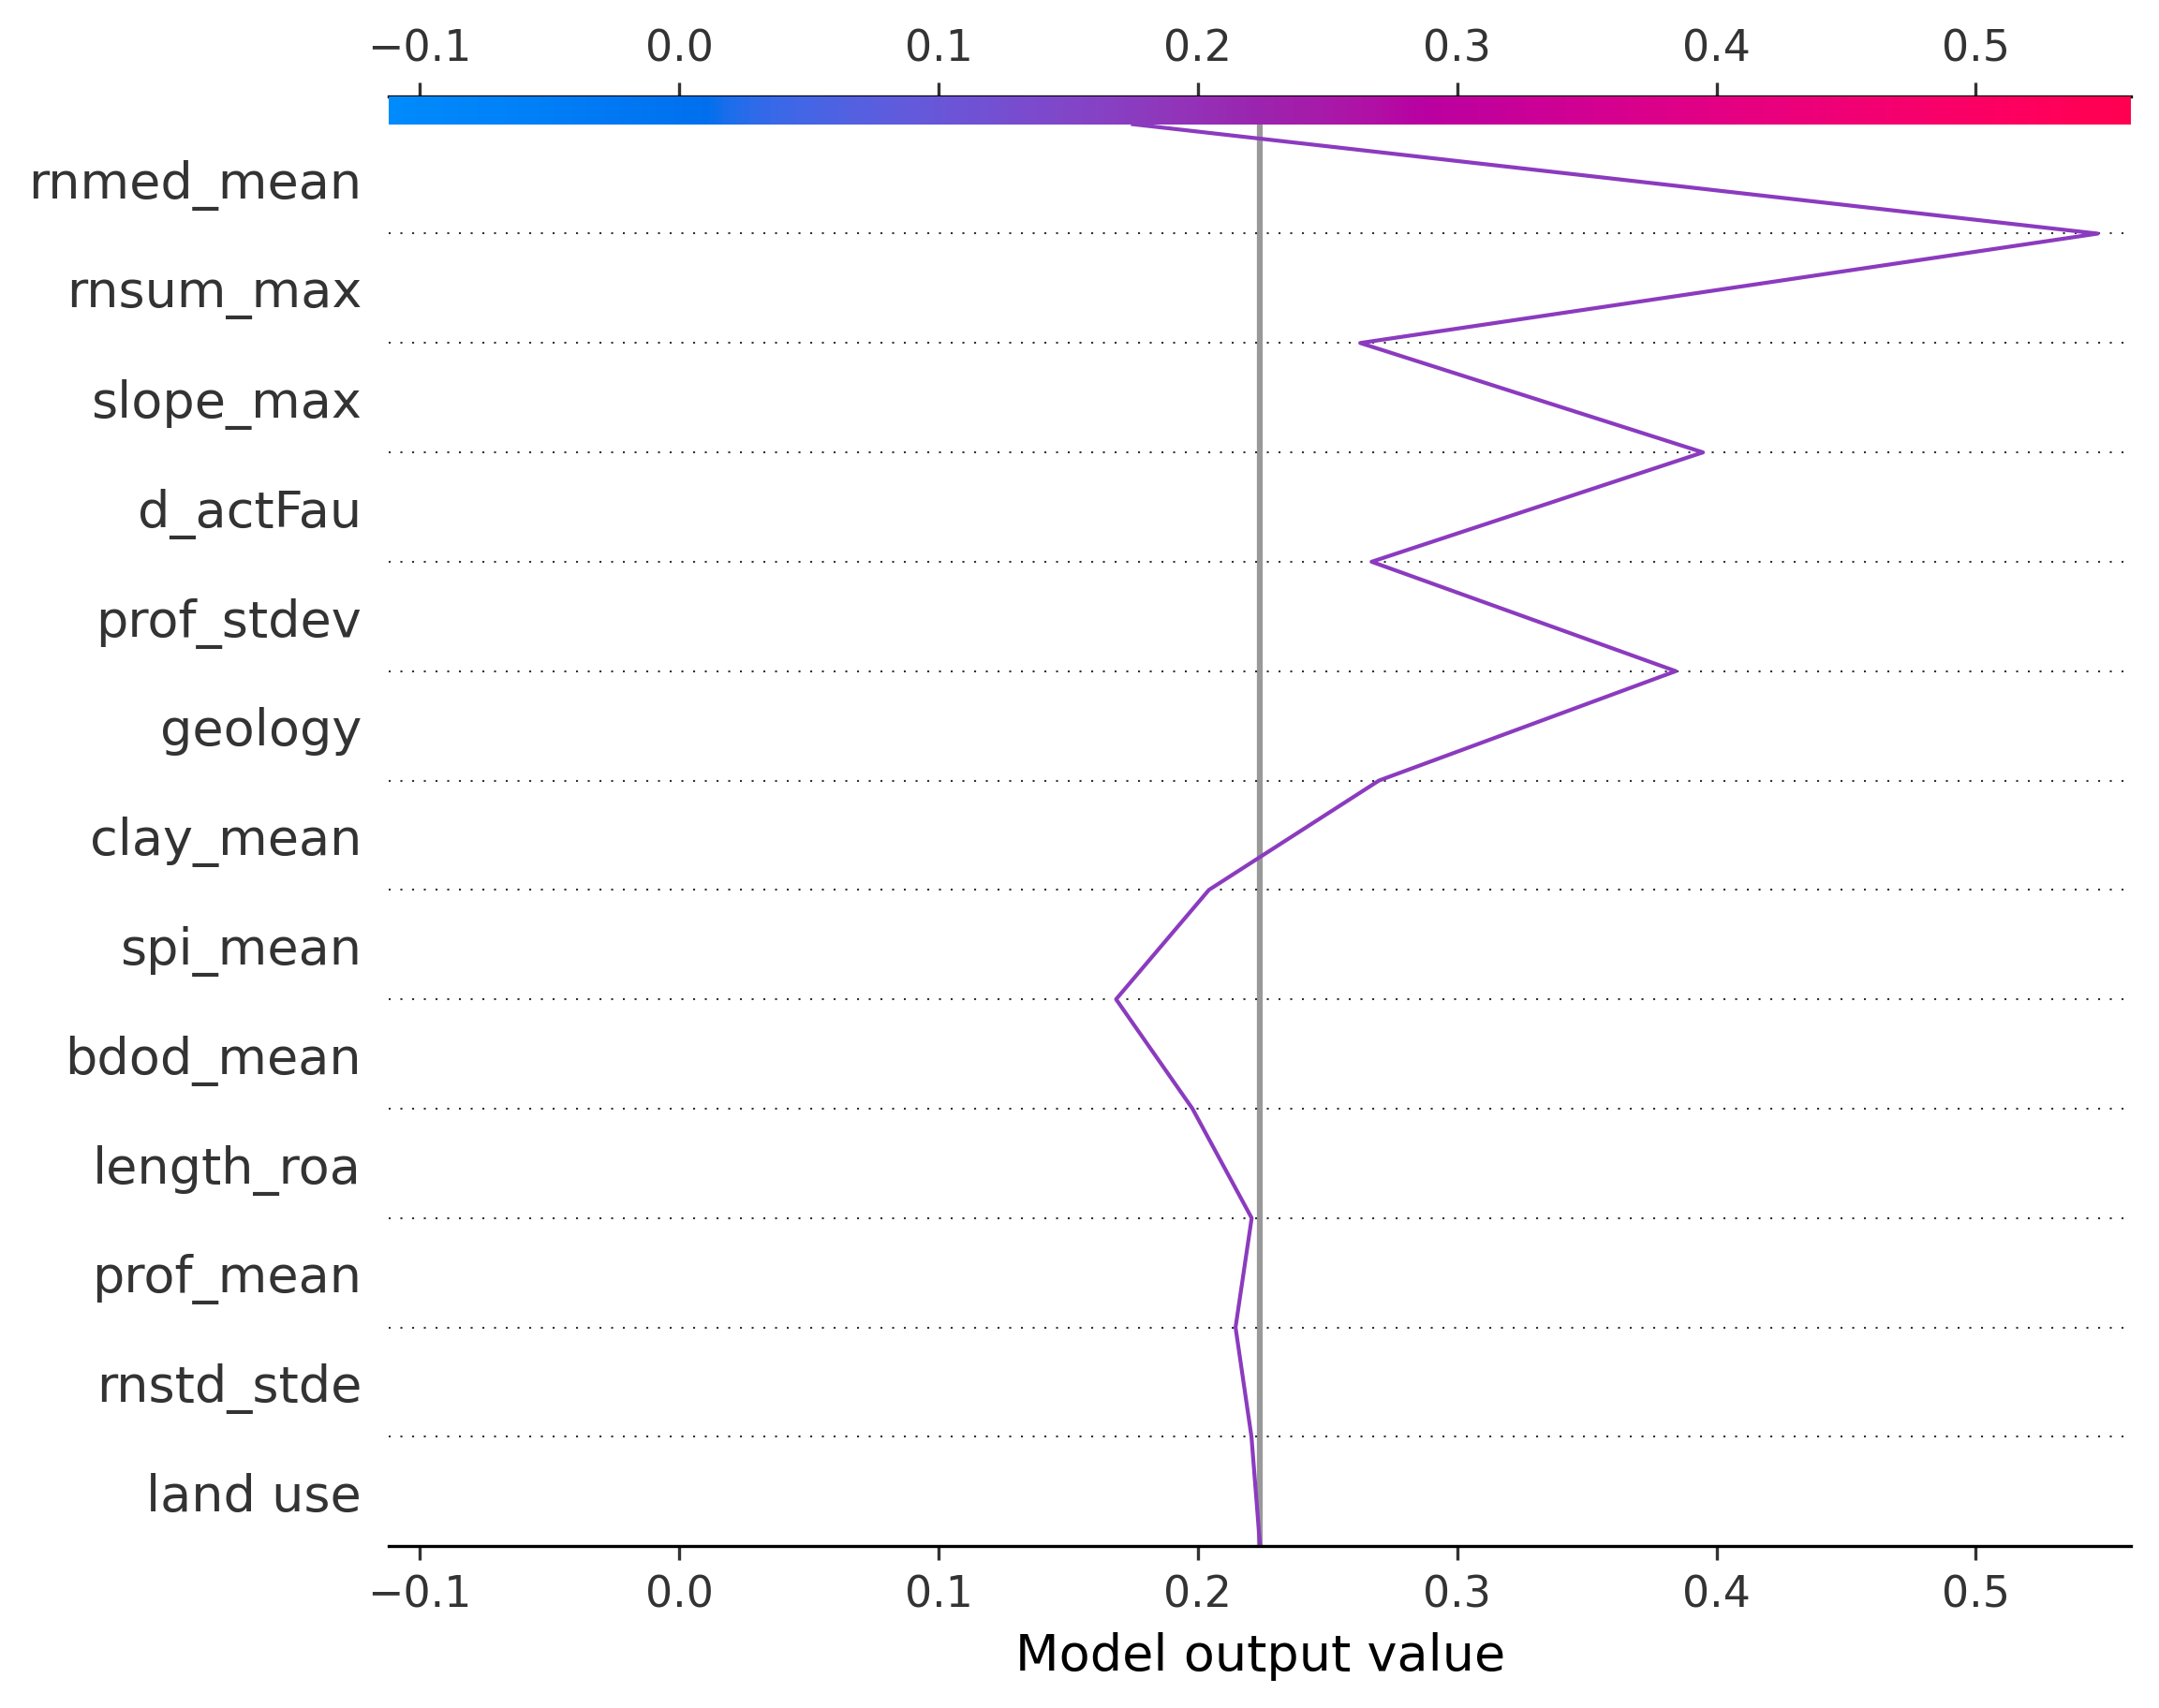 −0.1 0.0 0.1 0.2 0.3 0.4 0.5
rnmed_mean
rnsum_max
slope_max
d_actFau
prof_stdev
geology
clay_mean
spi_mean
bdod_mean
length_roa
prof_mean
rnstd_stde
land use
−0.1 0.0 0.1 0.2 0.3 0.4 0.5
Model output value